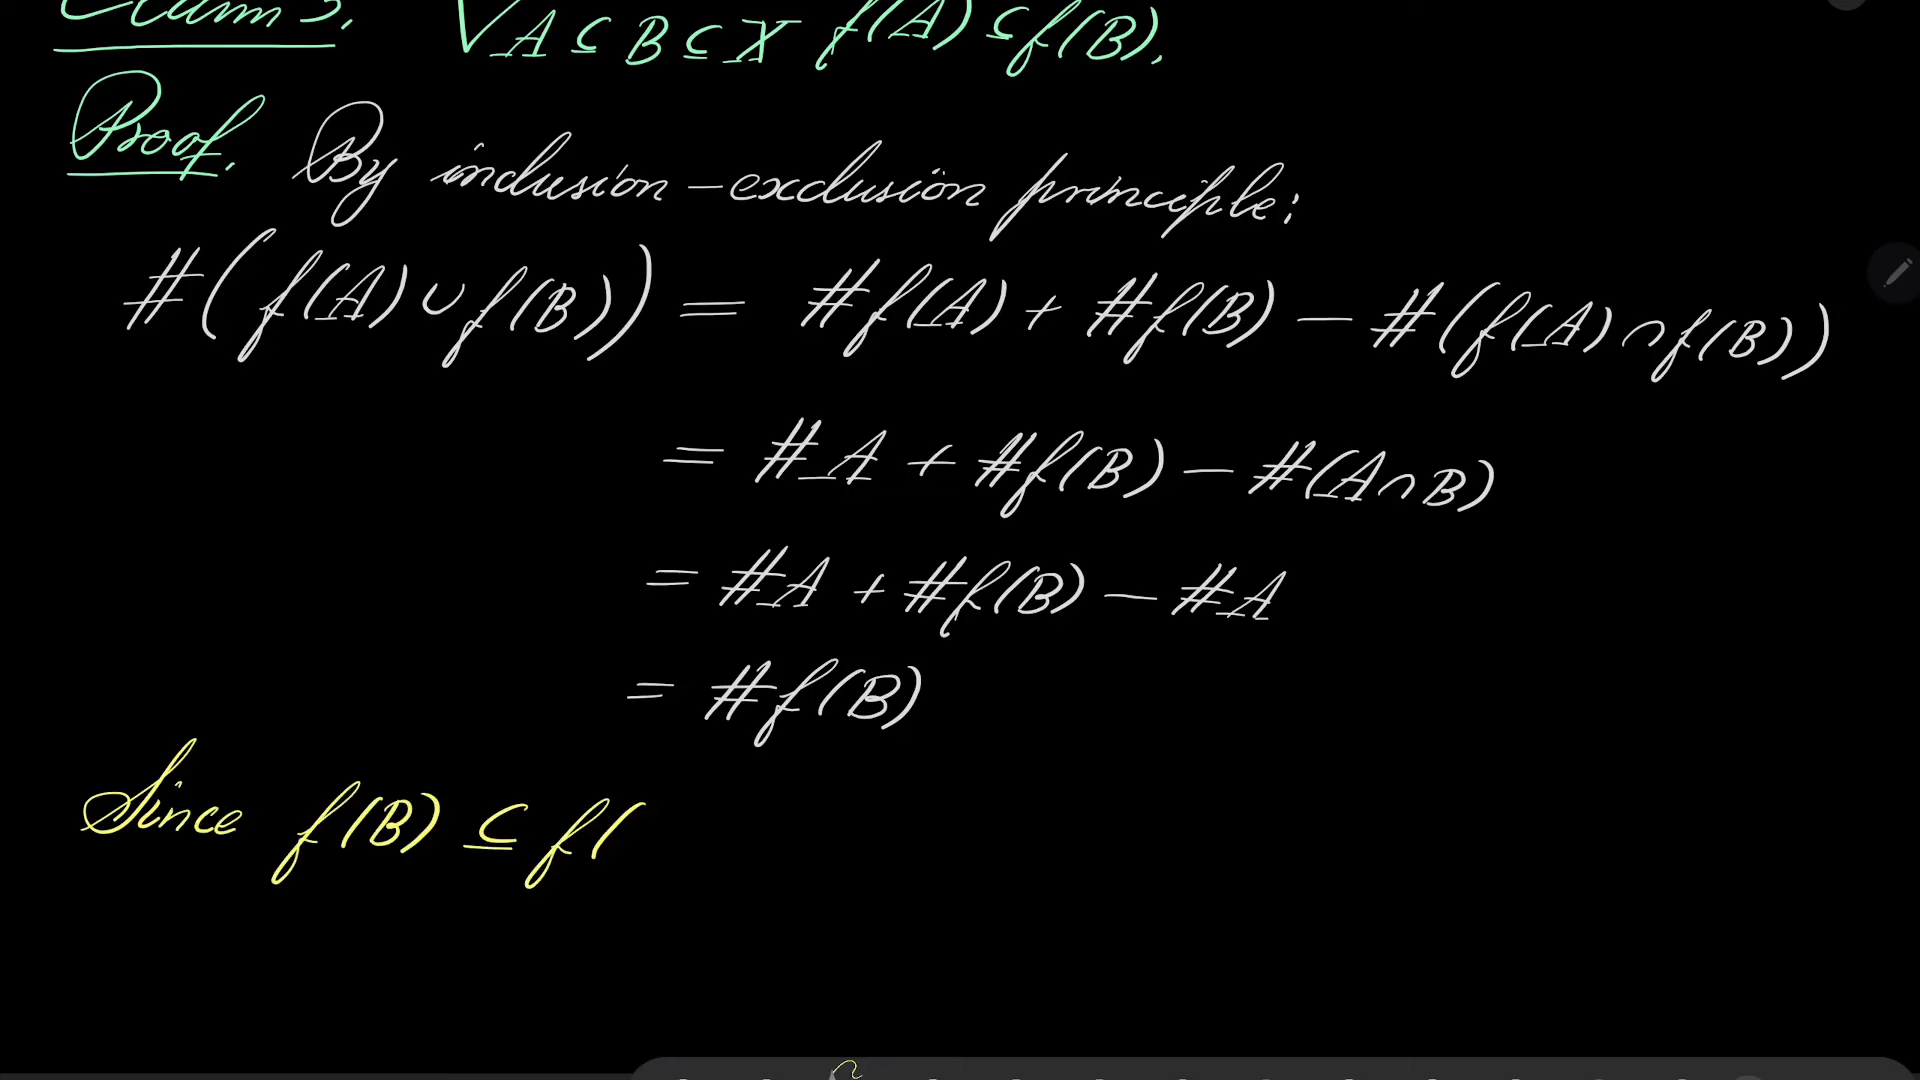 Claim 3. ∀A ⊆ B ⊆ X f(A) ⊆ f(B).
Proof. By inclusion-exclusion principle:
#(f(A) ∪ f(B)) = #f(A) + #f(B) − #(f(A) ∩ f(B))
= #A + #f(B) − #(A ∩ B)
= #A + #f(B) − #A
= #f(B)
Since f(B) ⊆ f(